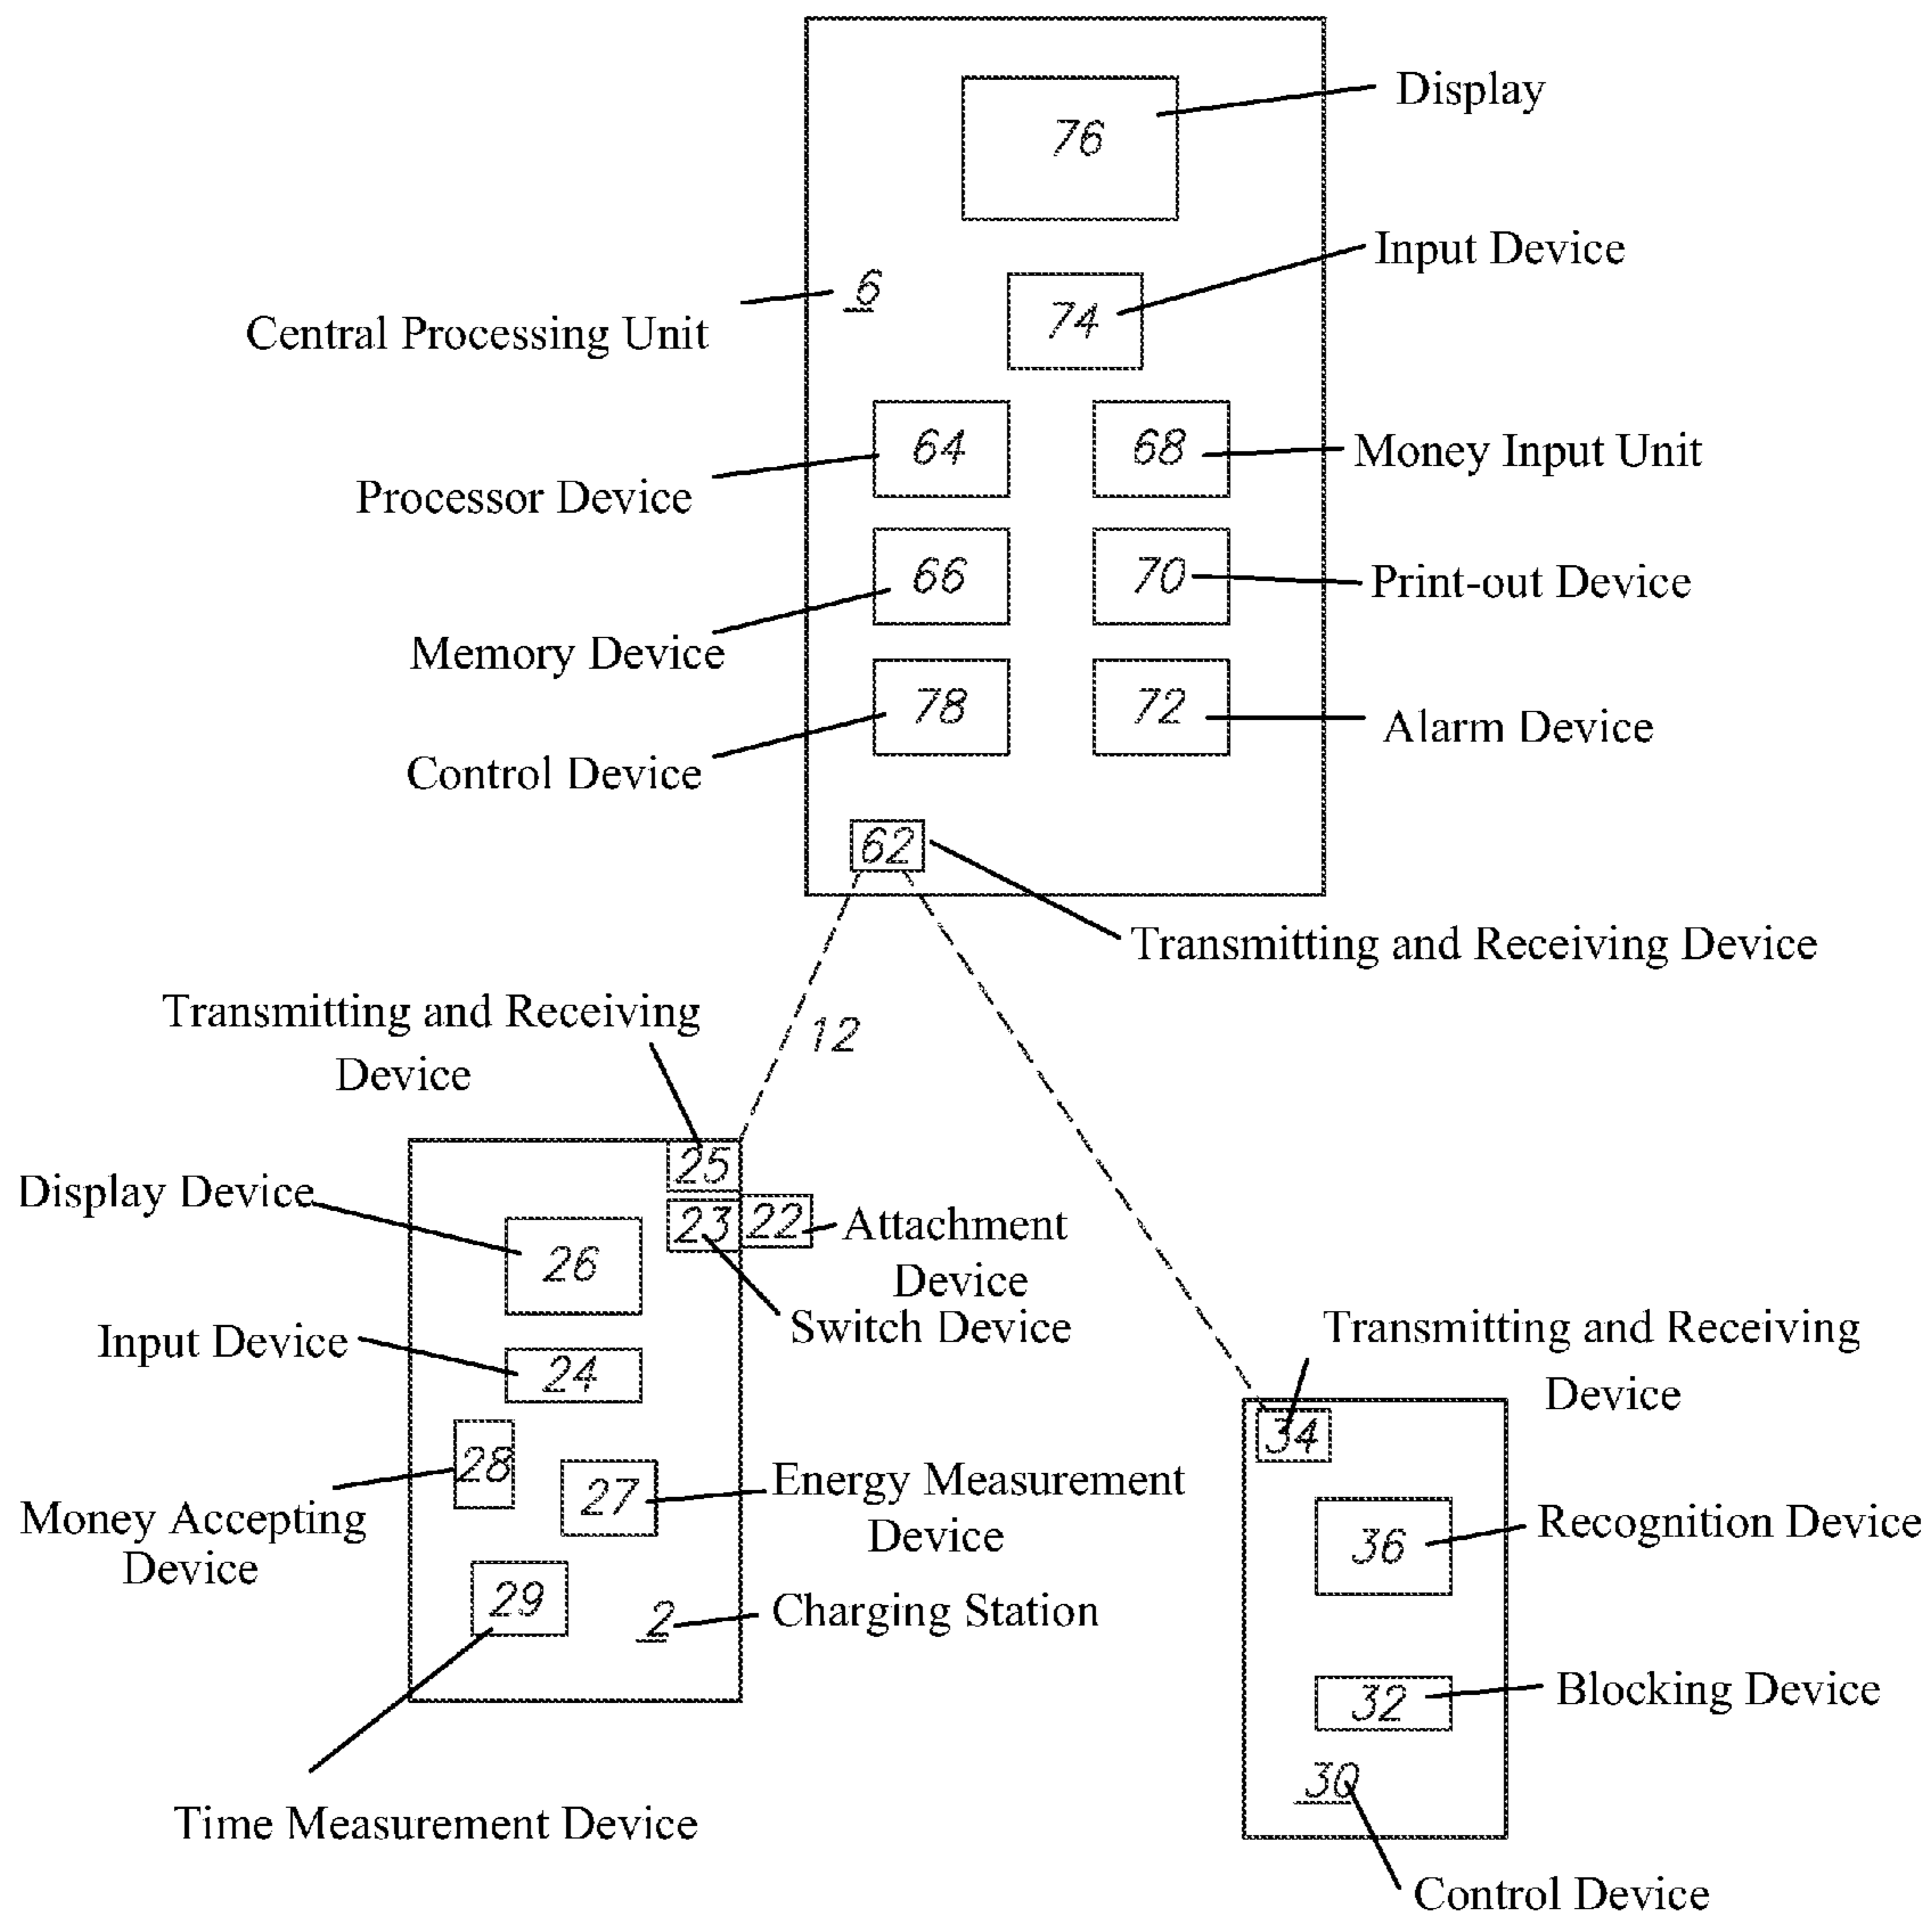 76
Display
Input Device
6
74
Central Processing Unit
64
68
Money Input Unit
Processor Device
66
70
Print-out Device
Memory Device
78
72
Alarm Device
Control Device
62
Transmitting and Receiving Device
12
Transmitting and Receiving
Device
25
Display Device
23
22
Attachment
Device
26
Switch Device
Input Device
24
28
27
Energy Measurement
Device
Money Accepting
Device
29
2
Charging Station
Time Measurement Device
Transmitting and Receiving
Device
34
36
Recognition Device
32
Blocking Device
30
Control Device